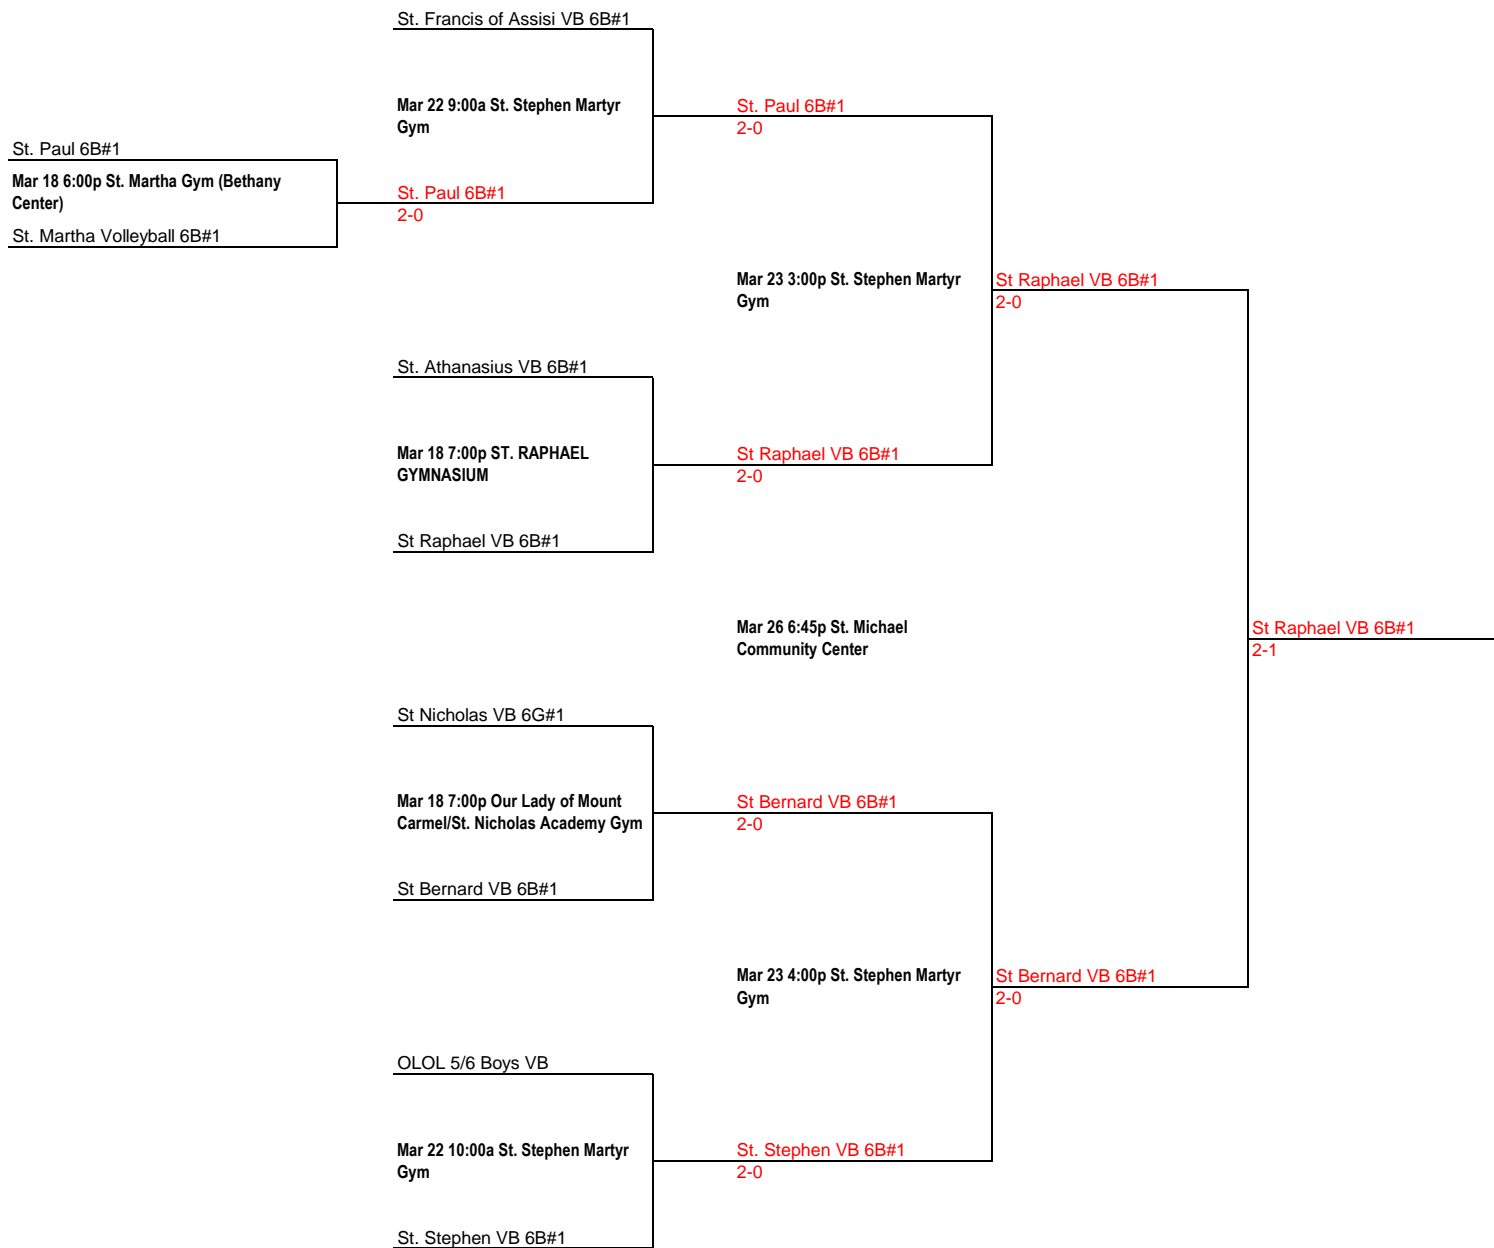 St. Francis of Assisi VB 6B#1
Mar 22 9:00a St. Stephen Martyr
Gym
St. Paul 6B#1
2-0
St. Paul 6B#1
Mar 18 6:00p St. Martha Gym (Bethany
Center)
St. Paul 6B#1
2-0
St. Martha Volleyball 6B#1
Mar 23 3:00p St. Stephen Martyr
Gym
St Raphael VB 6B#1
2-0
St. Athanasius VB 6B#1
Mar 18 7:00p ST. RAPHAEL
GYMNASIUM
St Raphael VB 6B#1
2-0
St Raphael VB 6B#1
Mar 26 6:45p St. Michael
Community Center
St Raphael VB 6B#1
2-1
St Nicholas VB 6G#1
Mar 18 7:00p Our Lady of Mount
Carmel/St. Nicholas Academy Gym
St Bernard VB 6B#1
2-0
St Bernard VB 6B#1
Mar 23 4:00p St. Stephen Martyr
Gym
St Bernard VB 6B#1
2-0
OLOL 5/6 Boys VB
Mar 22 10:00a St. Stephen Martyr
Gym
St. Stephen VB 6B#1
2-0
St. Stephen VB 6B#1